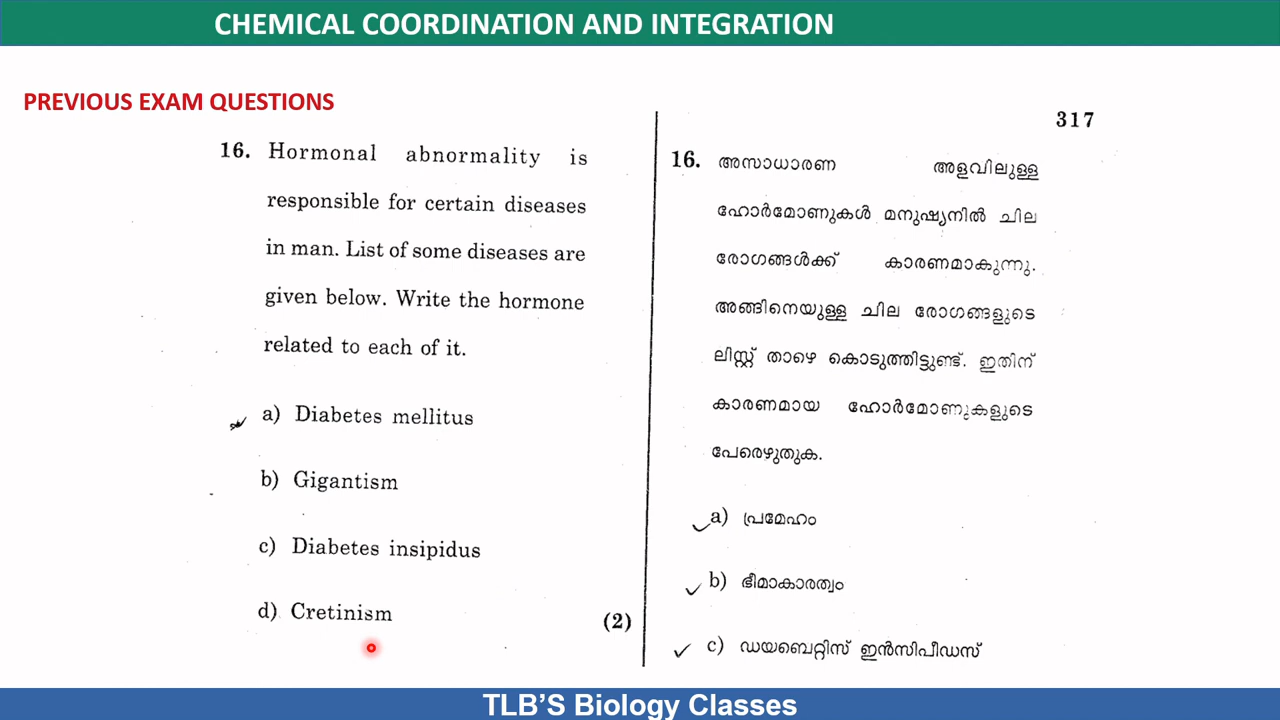 CHEMICAL COORDINATION AND INTEGRATION
PREVIOUS EXAM QUESTIONS
16. Hormonal abnormality is
responsible for certain diseases
in man. List of some diseases are
given below. Write the hormone
related to each of it.
a) Diabetes mellitus
b) Gigantism
c) Diabetes insipidus
d) Cretinism
(2)
317
16. അസാധാരണ അളവിലുള്ള
ഹോർമോണുകൾ മനുഷ്യനിൽ ചില
രോഗങ്ങൾക്ക് കാരണമാകുന്നു.
അങ്ങിനെയുള്ള ചില രോഗങ്ങളുടെ
ലിസ്റ്റ് താഴെ കൊടുത്തിട്ടുണ്ട്. ഇതിന്
കാരണമായ ഹോർമോണുകളുടെ
പേരെഴുതുക.
a) പ്രമേഹം
b) ഭീമാകാരത്വം
c) ഡയബെറ്റിസ് ഇൻസിപീഡസ്
TLB'S Biology Classes